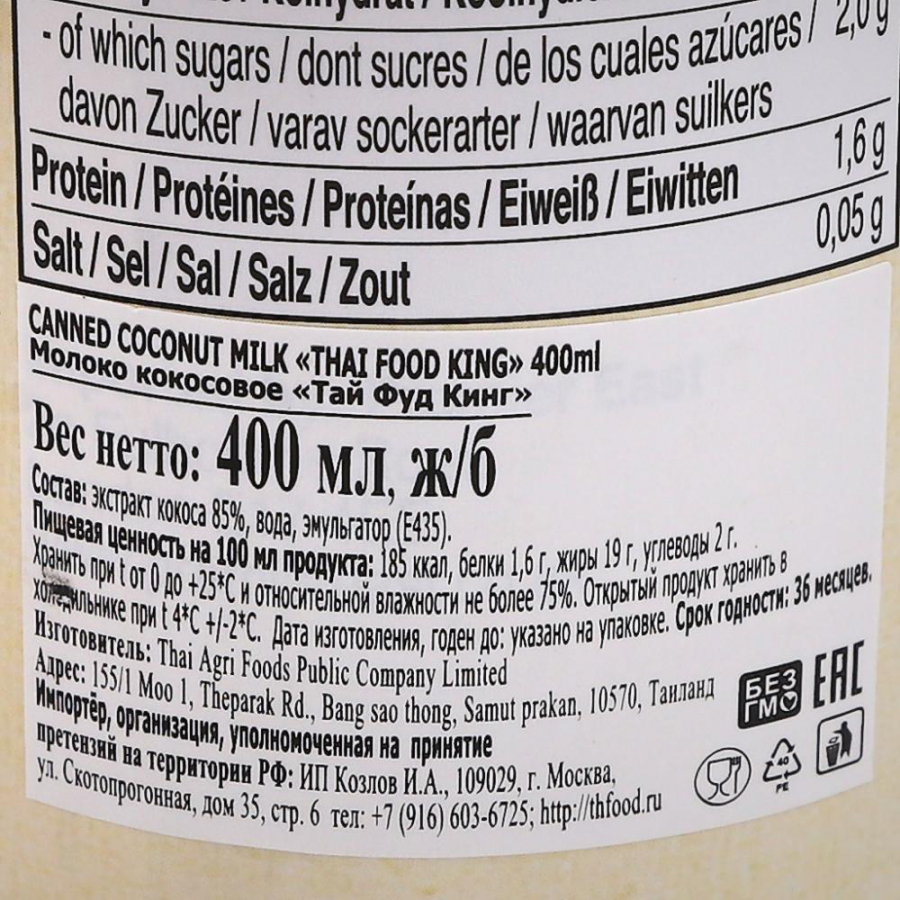 - of which sugars / dont sucres / de los cuales azúcares / 2,0 g
davon Zucker / varav sockerarter / waarvan suilkers
Protein / Protéines / Proteínas / Eiweiß / Eiwitten 1,6 g
Salt / Sel / Sal / Salz / Zout 0,05 g
CANNED COCONUT MILK «THAI FOOD KING» 400ml
Молоко кокосовое «Тай Фуд Кинг»
Вес нетто: 400 мл, ж/б
Состав: экстракт кокоса 85%, вода, эмульгатор (Е435).
Пищевая ценность на 100 мл продукта: 185 ккал, белки 1,6 г, жиры 19 г, углеводы 2 г.
Хранить при t от 0 до +25*С и относительной влажности не более 75%. Открытый продукт хранить в
холодильнике при t 4*С +/-2*С. Дата изготовления, годен до: указано на упаковке. Срок годности: 36 месяцев.
Изготовитель: Thai Agri Foods Public Company Limited
Адрес: 155/1 Moo 1, Theparak Rd., Bang sao thong, Samut prakan, 10570, Таиланд
Импортёр, организация, уполномоченная на принятие
претензий на территории РФ: ИП Козлов И.А., 109029, г. Москва,
ул. Скотопрогонная, дом 35, стр. 6 тел: +7 (916) 603-6725; http://thfood.ru
БЕЗ
ГМО
EAC
40
PE